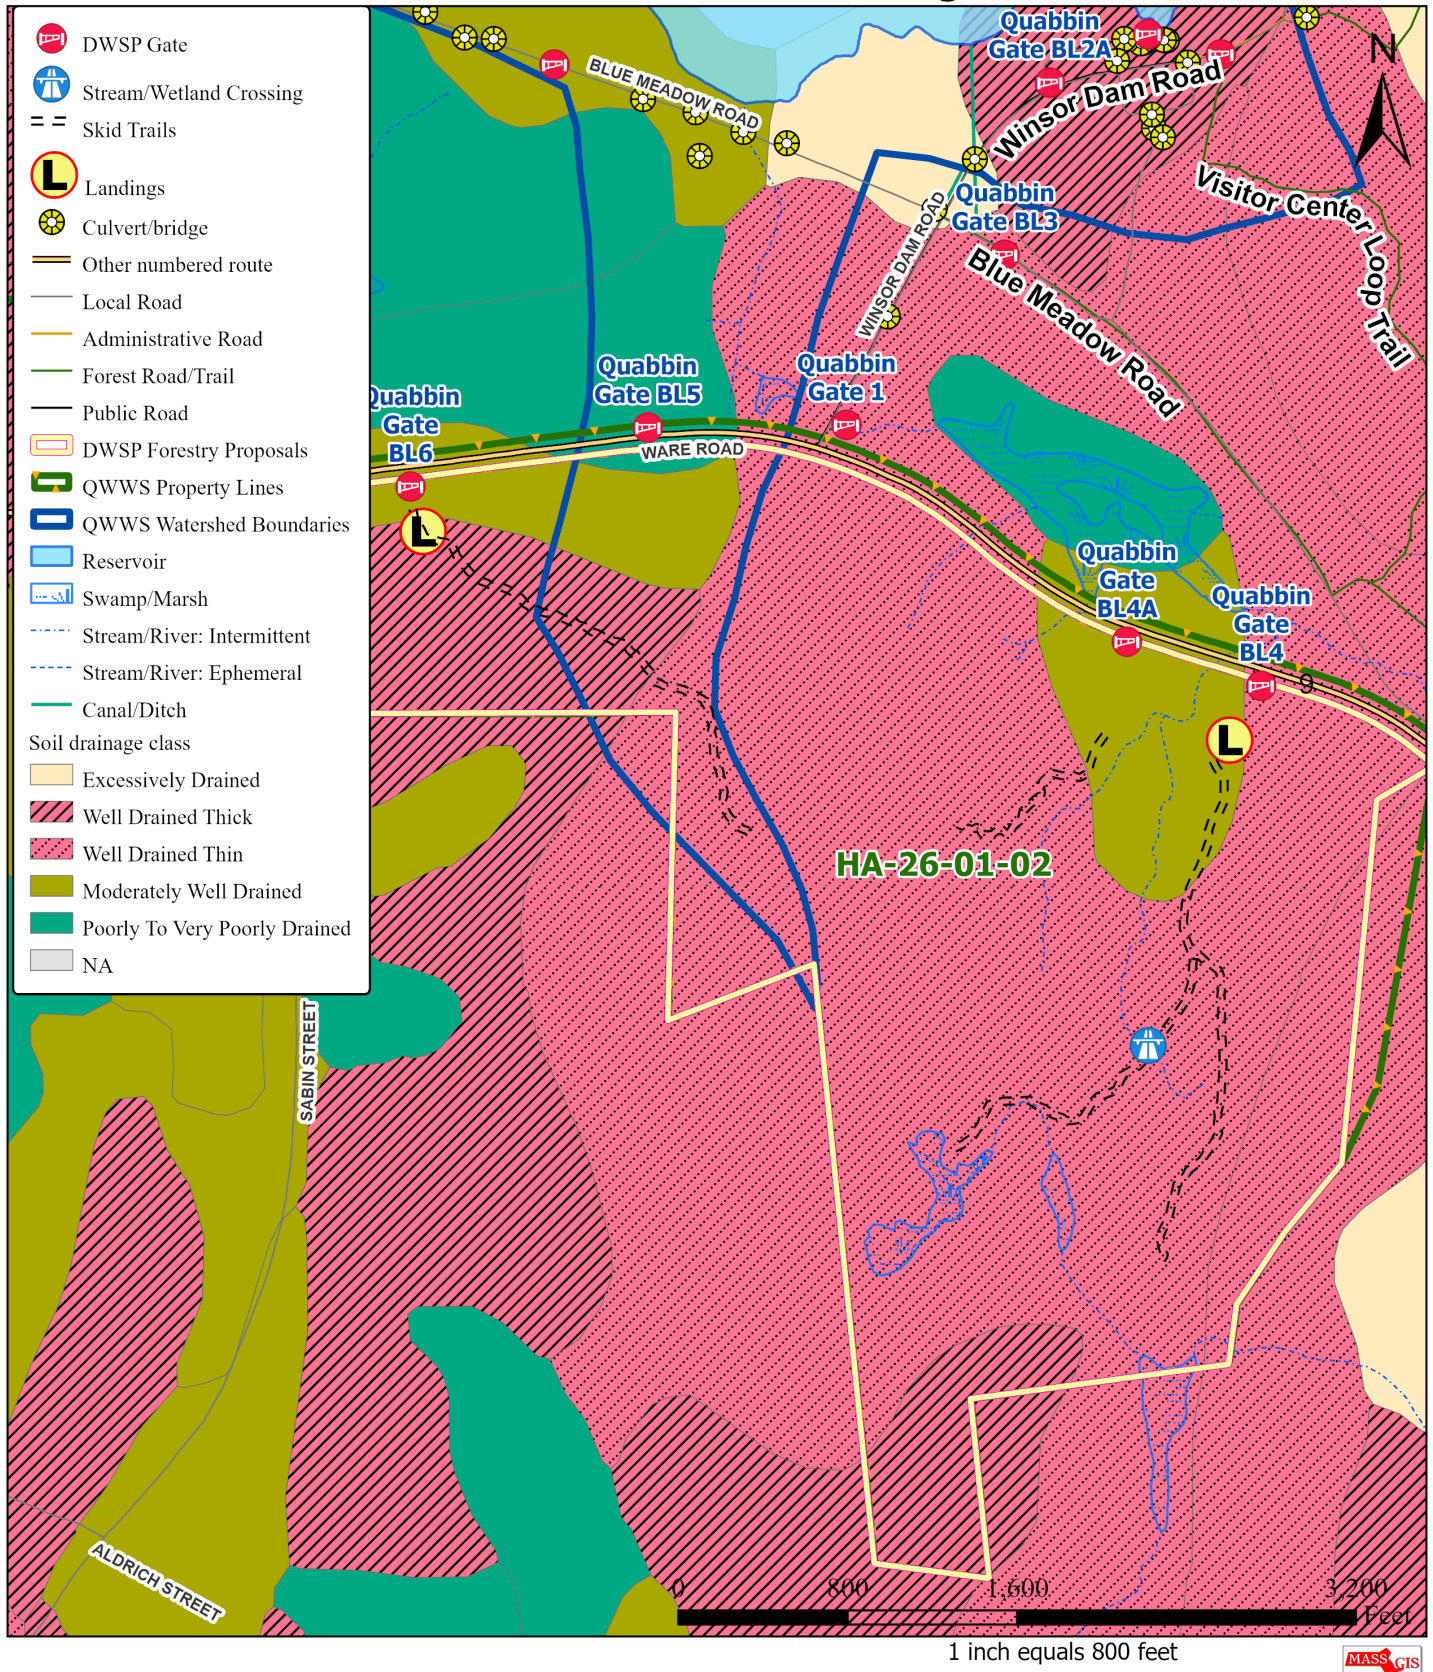 DWSP Gate
Stream/Wetland Crossing
Skid Trails
L
Landings
Culvert/bridge
Other numbered route
Local Road
Administrative Road
Forest Road/Trail
Public Road
DWSP Forestry Proposals
QWWS Property Lines
QWWS Watershed Boundaries
Reservoir
Swamp/Marsh
Stream/River: Intermittent
Stream/River: Ephemeral
Canal/Ditch
Soil drainage class
Excessively Drained
Well Drained Thick
Well Drained Thin
Moderately Well Drained
Poorly To Very Poorly Drained
NA
Quabbin
Gate BL2A
N
BLUE MEADOW ROAD
Winsor Dam Road
Visitor Center Loop Trail
Quabbin
Gate BL3
WINSOR DAM ROAD
Blue Meadow Road
Quabbin
Gate BL5
Quabbin
Gate 1
Quabbin
Gate
BL6
WARE ROAD
L
Quabbin
Gate
BL4A
Quabbin
Gate
BL4
9
L
HA-26-01-02
SABIN STREET
ALDRICH STREET
0 800 1,600 3,200
Feet
1 inch equals 800 feet
MASS GIS